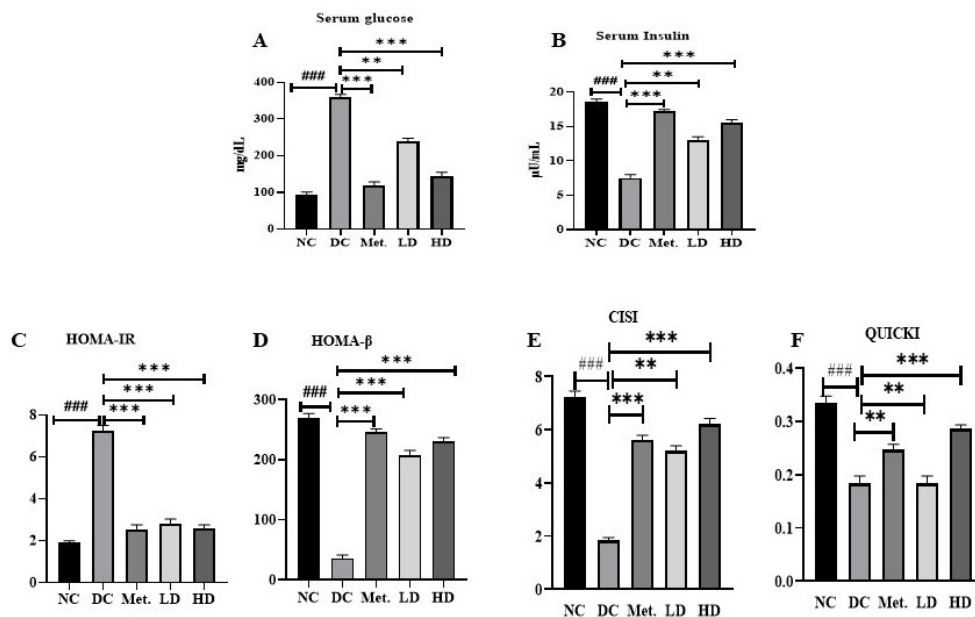 A
Serum glucose
###
***
**
***
mg/dL
400
300
200
100
0
NC DC Met. LD HD
B
Serum Insulin
###
***
**
***
µU/mL
20
15
10
5
0
NC DC Met. LD HD
C
HOMA-IR
###
***
***
***
8
6
4
2
0
NC DC Met. LD HD
D
HOMA-β
###
***
***
***
300
200
100
0
NC DC Met. LD HD
E
CISI
###
***
**
***
8
6
4
2
0
NC DC Met. LD HD
F
QUICKI
###
***
**
**
0.4
0.3
0.2
0.1
0.0
NC DC Met. LD HD